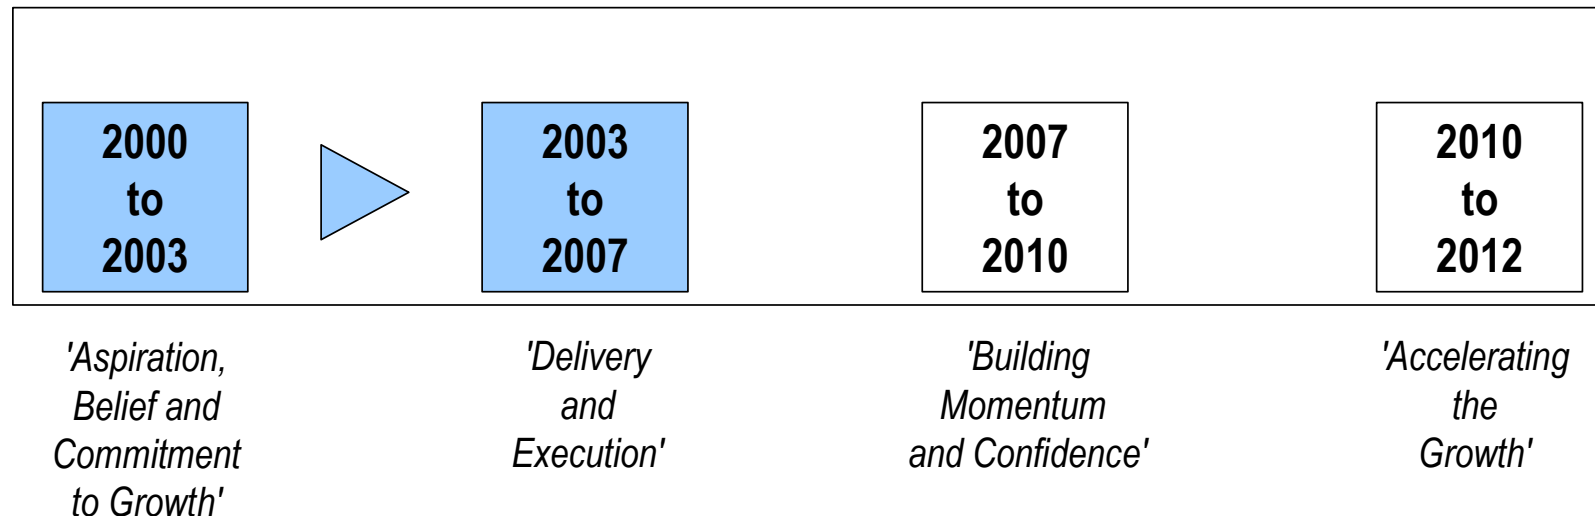 2000
to
2003
2003
to
2007
2007
to
2010
2010
to
2012
'Aspiration,
Belief and
Commitment
to Growth'
'Delivery
and
Execution'
'Building
Momentum
and Confidence'
'Accelerating
the
Growth'